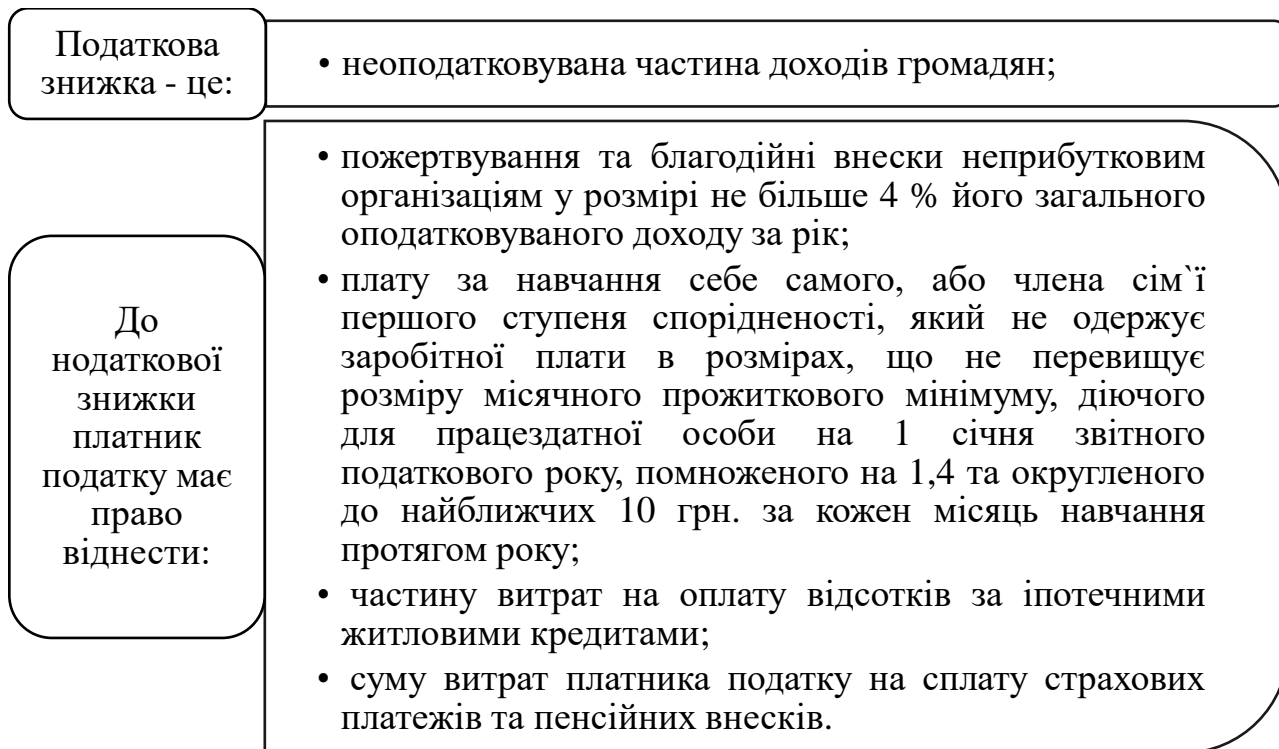 Податкова
знижка - це:
• неоподатковувана частина доходів громадян;
До
нодаткової
знижки
платник
податку має
право
віднести:
• пожертвування та благодійні внески неприбутковим
організаціям у розмірі не більше 4 % його загального
оподатковуваного доходу за рік;
• плату за навчання себе самого, або члена сім`ї
першого ступеня спорідненості, який не одержує
заробітної плати в розмірах, що не перевищує
розміру місячного прожиткового мінімуму, діючого
для працездатної особи на 1 січня звітного
податкового року, помноженого на 1,4 та округленого
до найближчих 10 грн. за кожен місяць навчання
протягом року;
• частину витрат на оплату відсотків за іпотечними
житловими кредитами;
• суму витрат платника податку на сплату страхових
платежів та пенсійних внесків.